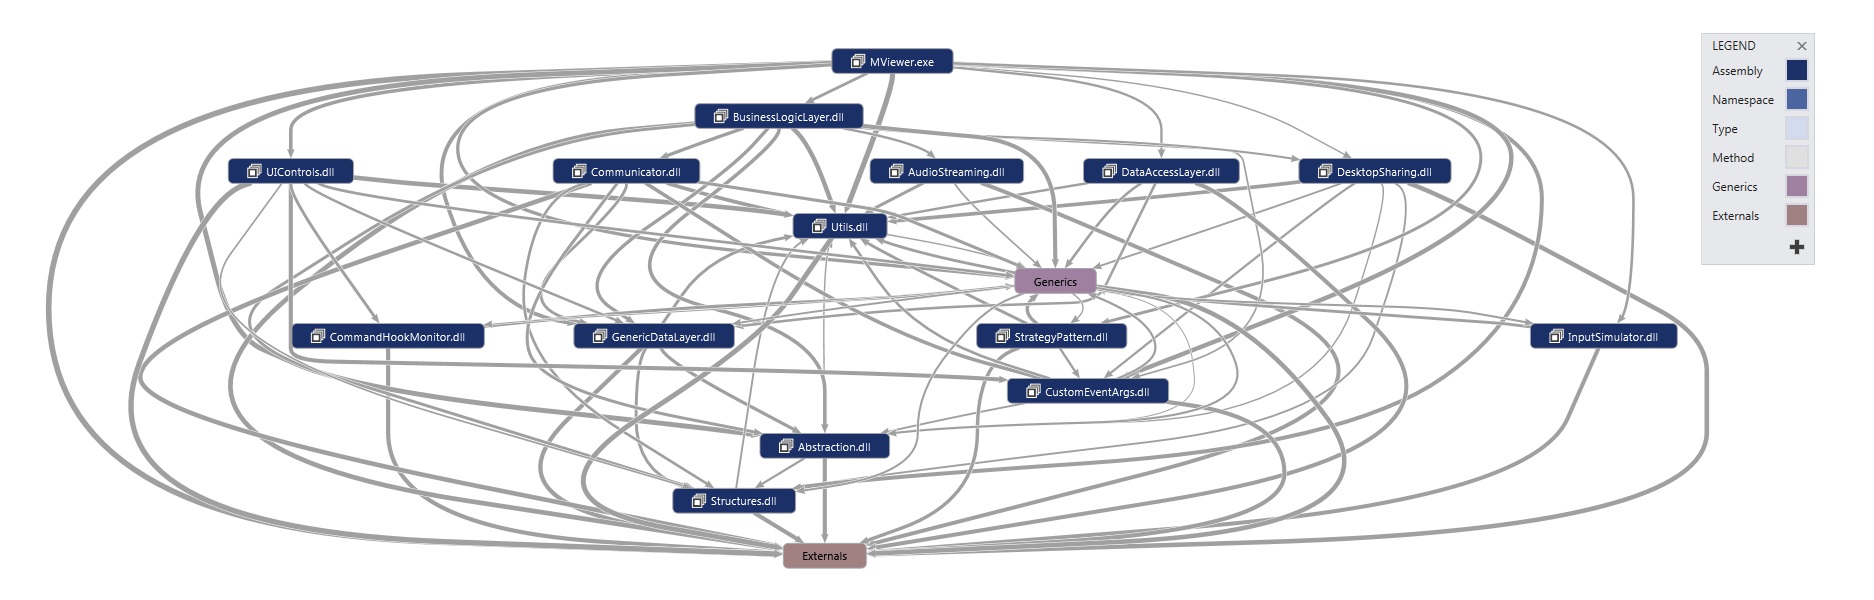 MViewer.exe
BusinessLogicLayer.dll
UIControls.dll
Communicator.dll
AudioStreaming.dll
DataAccessLayer.dll
DesktopSharing.dll
Utils.dll
Generics
CommandHookMonitor.dll
GenericDataLayer.dll
StrategyPattern.dll
InputSimulator.dll
CustomEventArgs.dll
Abstraction.dll
Structures.dll
Externals
LEGEND
Assembly
Namespace
Type
Method
Generics
Externals